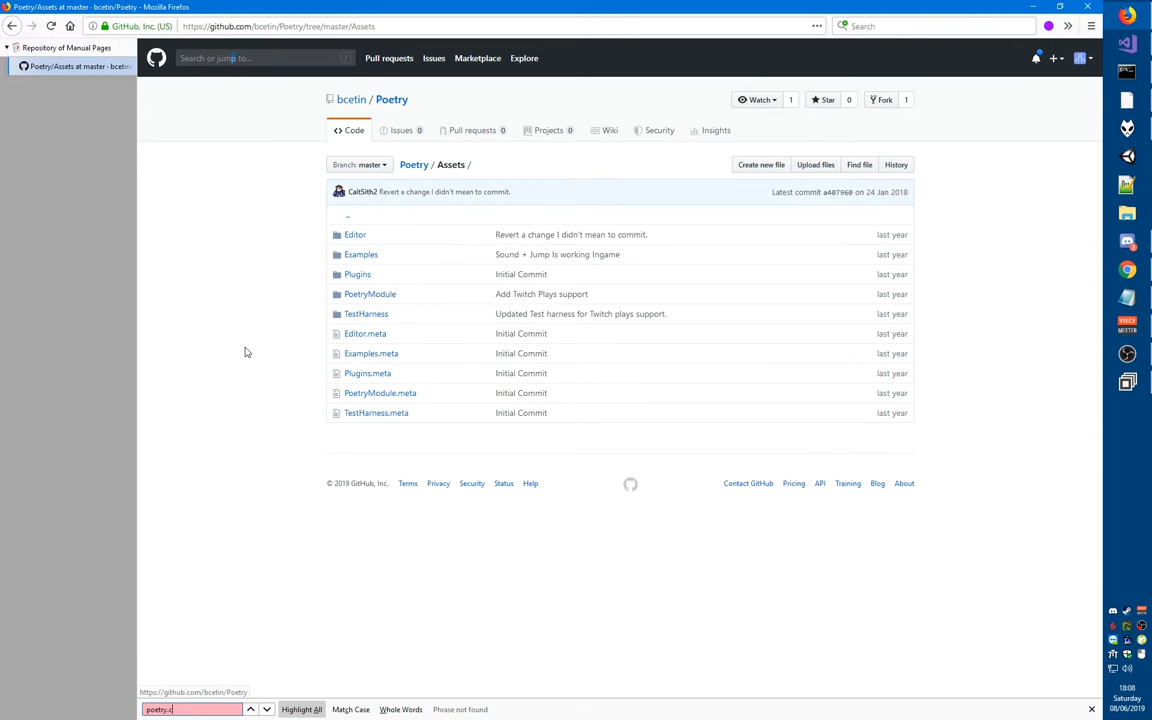 Poetry/Assets at master - bcetin/Poetry - Mozilla Firefox
GitHub, Inc. (US)
https://github.com/bcetin/Poetry/tree/master/Assets
Search
Repository of Manual Pages
Poetry/Assets at master - bcetin
Search or jump to...
/
Pull requests
Issues
Marketplace
Explore
bcetin / Poetry
Watch 1
Star 0
Fork 1
Code
Issues 0
Pull requests 0
Projects 0
Wiki
Security
Insights
Branch: master
Poetry / Assets /
Create new file
Upload files
Find file
History
CaitSith2 Revert a change I didn't mean to commit.
Latest commit a407960 on 24 Jan 2018
..
Editor Revert a change I didn't mean to commit. last year
Examples Sound + Jump Is working Ingame last year
Plugins Initial Commit last year
PoetryModule Add Twitch Plays support last year
TestHarness Updated Test harness for Twitch plays support. last year
Editor.meta Initial Commit last year
Examples.meta Initial Commit last year
Plugins.meta Initial Commit last year
PoetryModule.meta Initial Commit last year
TestHarness.meta Initial Commit last year
© 2019 GitHub, Inc.
Terms
Privacy
Security
Status
Help
Contact GitHub
Pricing
API
Training
Blog
About
https://github.com/bcetin/Poetry
poetry.c
Highlight All
Match Case
Whole Words
Phrase not found
18:08
Saturday
08/06/2019